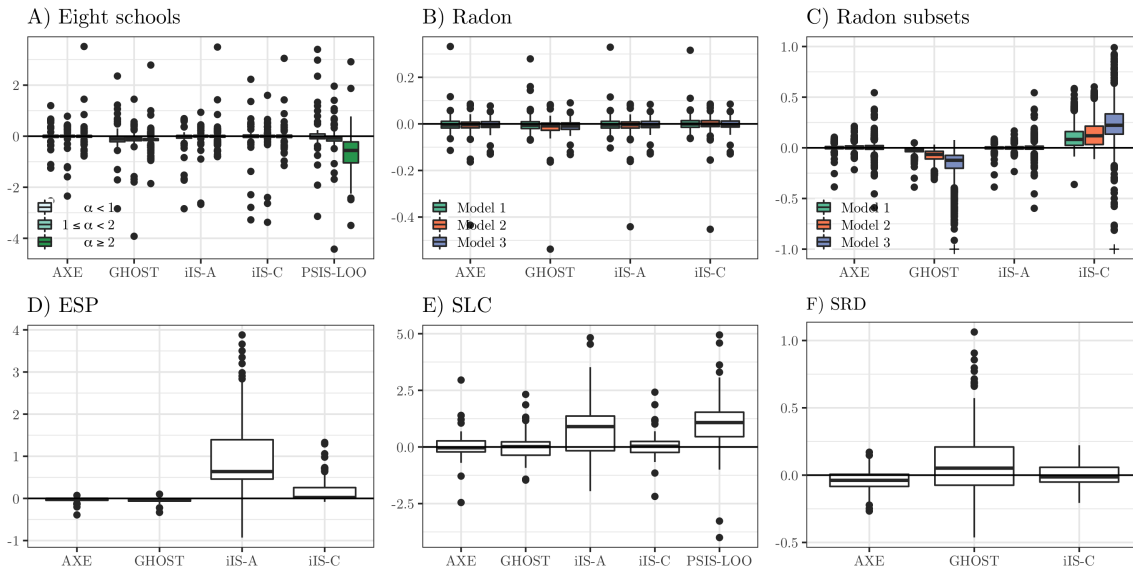 A) Eight schools
2
0
-2
-4
α < 1
1 ≤ α < 2
α ≥ 2
AXE GHOST iIS-A iIS-C PSIS-LOO
B) Radon
0.2
0.0
-0.2
-0.4
Model 1
Model 2
Model 3
AXE GHOST iIS-A iIS-C
C) Radon subsets
1.0
0.5
0.0
-0.5
-1.0
Model 1
Model 2
Model 3
AXE GHOST iIS-A iIS-C
D) ESP
4
3
2
1
0
-1
AXE GHOST iIS-A iIS-C
E) SLC
5.0
2.5
0.0
-2.5
AXE GHOST iIS-A iIS-C PSIS-LOO
F) SRD
1.0
0.5
0.0
-0.5
AXE GHOST iIS-C